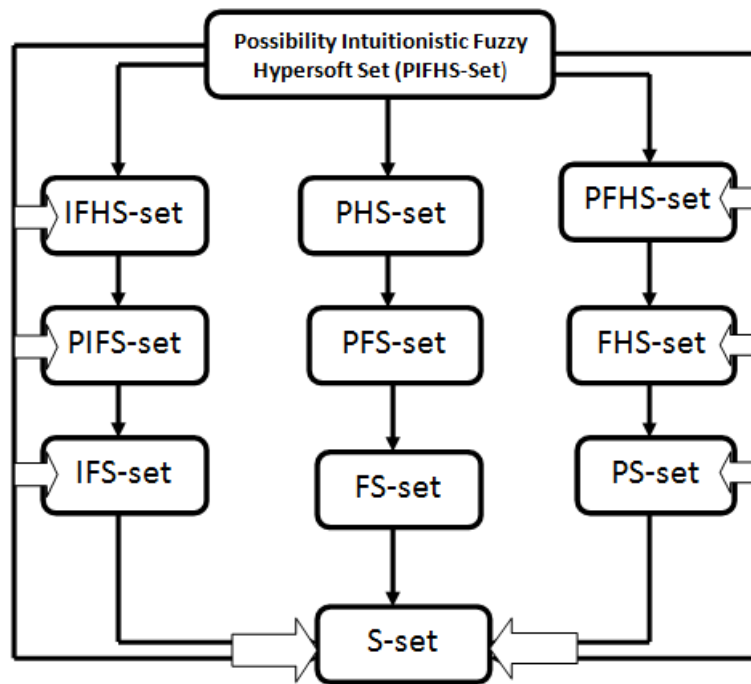 Possibility Intuitionistic Fuzzy
Hypersoft Set (PIFHS-Set)
IFHS-set
PHS-set
PFHS-set
PIFS-set
PFS-set
FHS-set
IFS-set
FS-set
PS-set
S-set